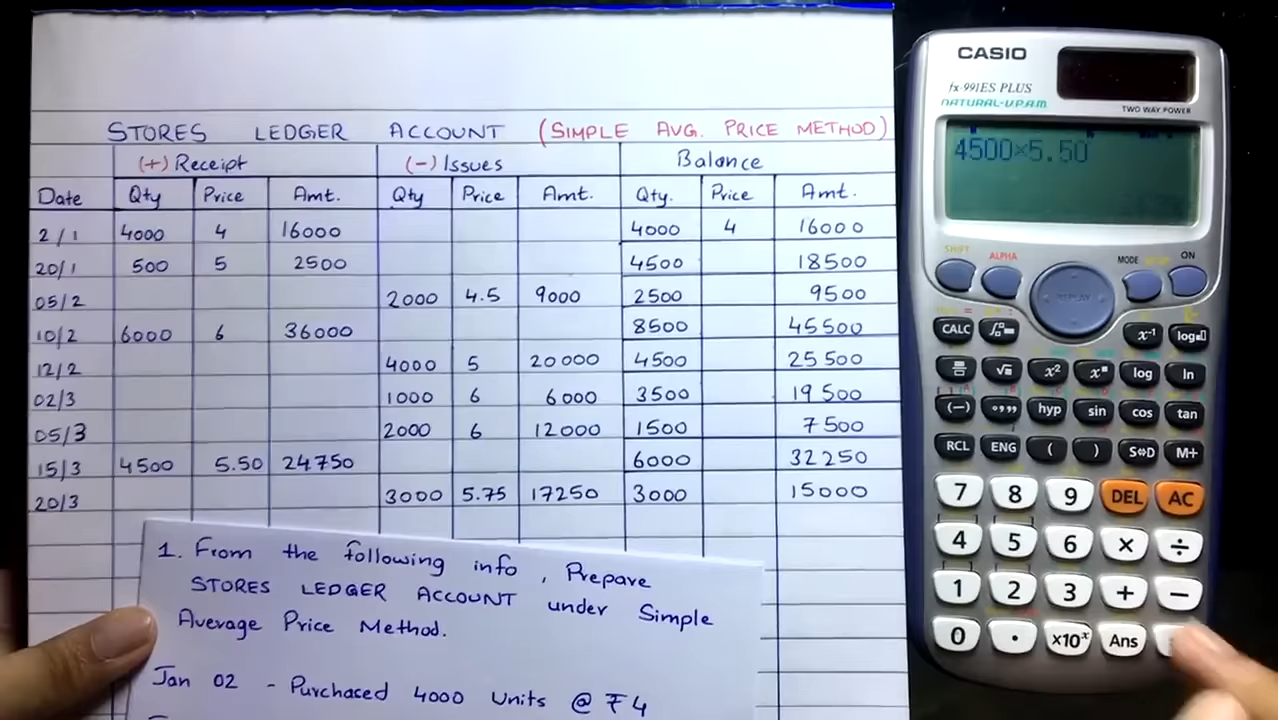 STORES LEDGER ACCOUNT (SIMPLE AVG. PRICE METHOD)
(+) Receipt (-) Issues Balance
Date Qty Price Amt. Qty Price Amt. Qty. Price Amt.
2/1 4000 4 16000 4000 4 16000
20/1 500 5 2500 4500 18500
05/2 2000 4.5 9000 2500 9500
10/2 6000 6 36000 8500 45500
12/2 4000 5 20000 4500 25500
02/3 1000 6 6000 3500 19500
05/3 2000 6 12000 1500 7500
15/3 4500 5.50 24750 6000 32250
20/3 3000 5.75 17250 3000 15000
1. From the following info, Prepare
STORES LEDGER ACCOUNT under Simple
Average Price Method.
Jan 02 - Purchased 4000 Units @ ₹4
CASIO
fx-991ES PLUS
NATURAL-V.P.A.M.
TWO WAY POWER
4500×5.50
SHIFT ALPHA MODE SETUP ON
REPLAY
CALC x⁻¹ log
√ x² log ln
(−) °'" hyp sin cos tan
RCL ENG ( ) S⇔D M+
7 8 9 DEL AC
4 5 6 × ÷
1 2 3 + −
0 . ×10ˣ Ans